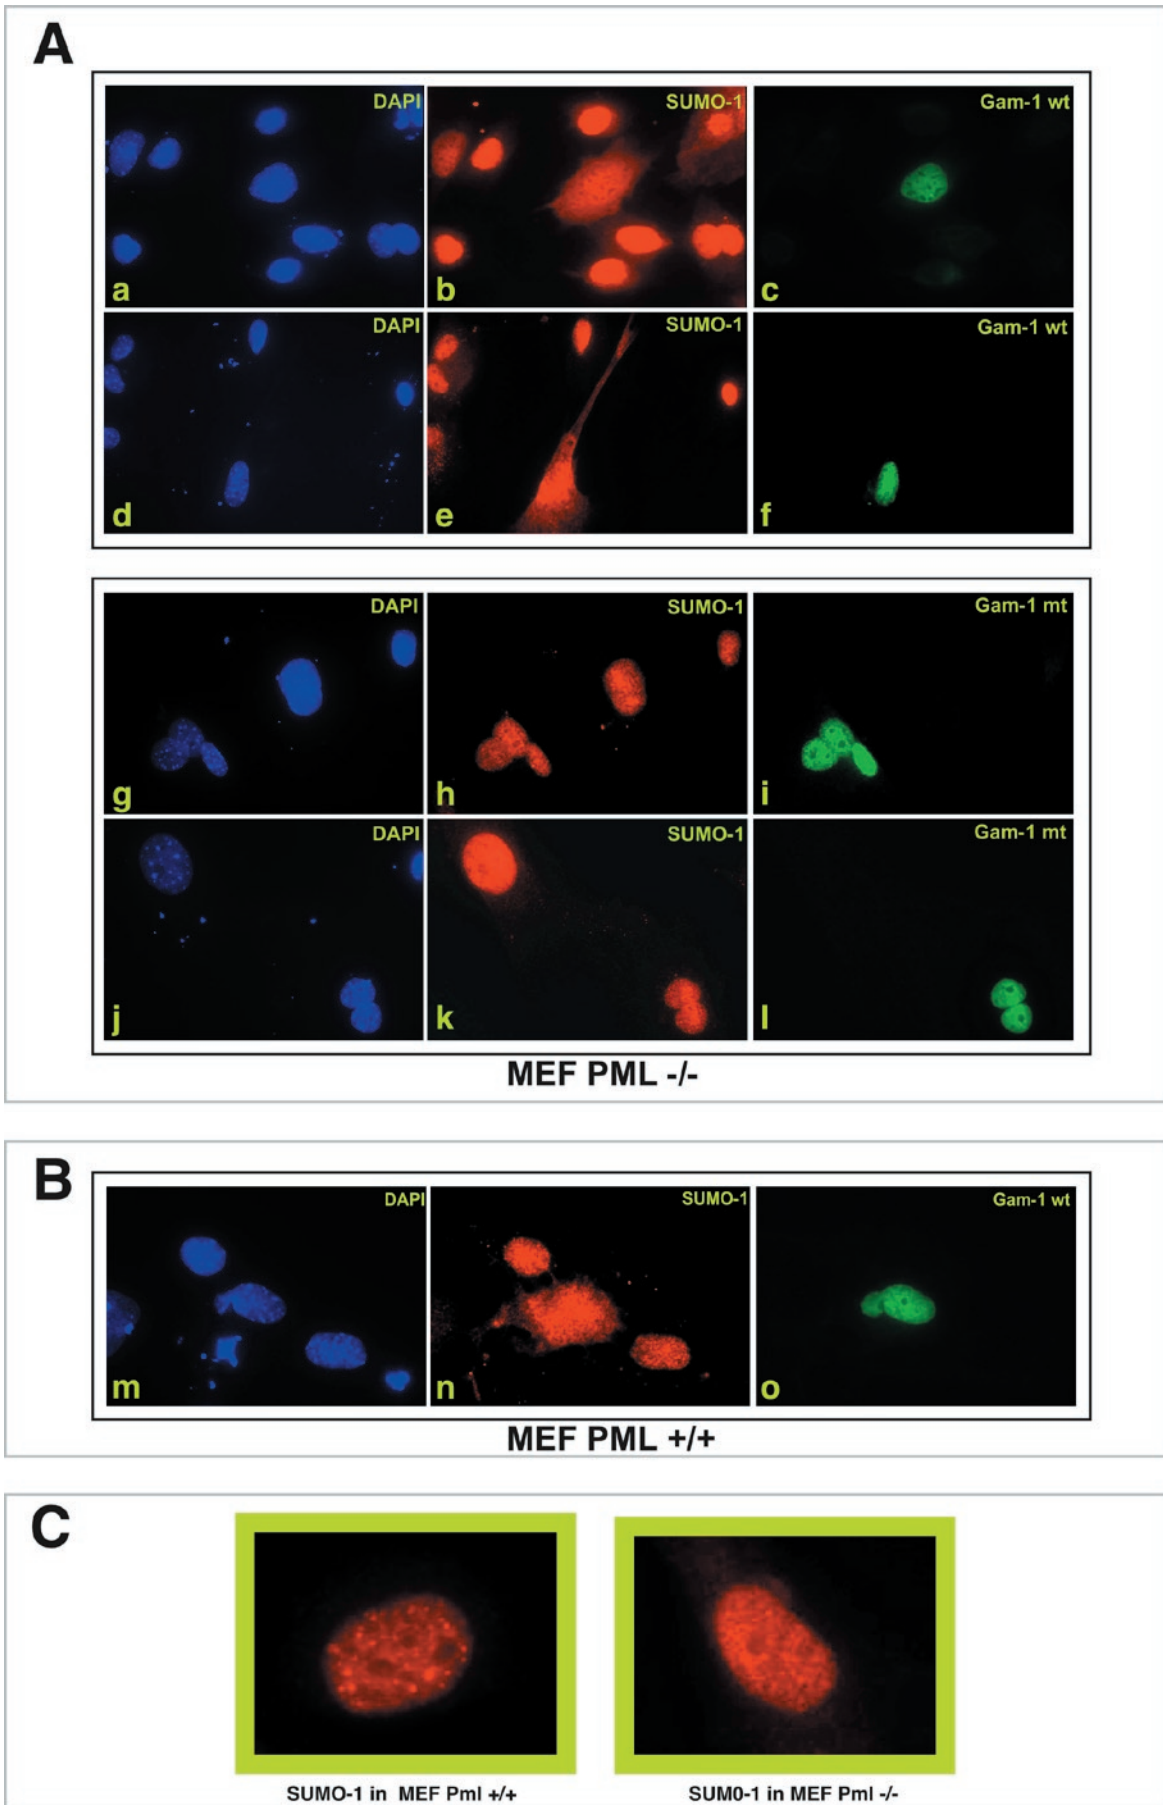 A
DAPI SUMO-1 Gam-1 wt
a b c
DAPI SUMO-1 Gam-1 wt
d e f
DAPI SUMO-1 Gam-1 mt
g h i
DAPI SUMO-1 Gam-1 mt
j k l
MEF PML -/-
B
DAPI SUMO-1 Gam-1 wt
m n o
MEF PML +/+
C
SUMO-1 in MEF Pml +/+ SUM0-1 in MEF Pml -/-